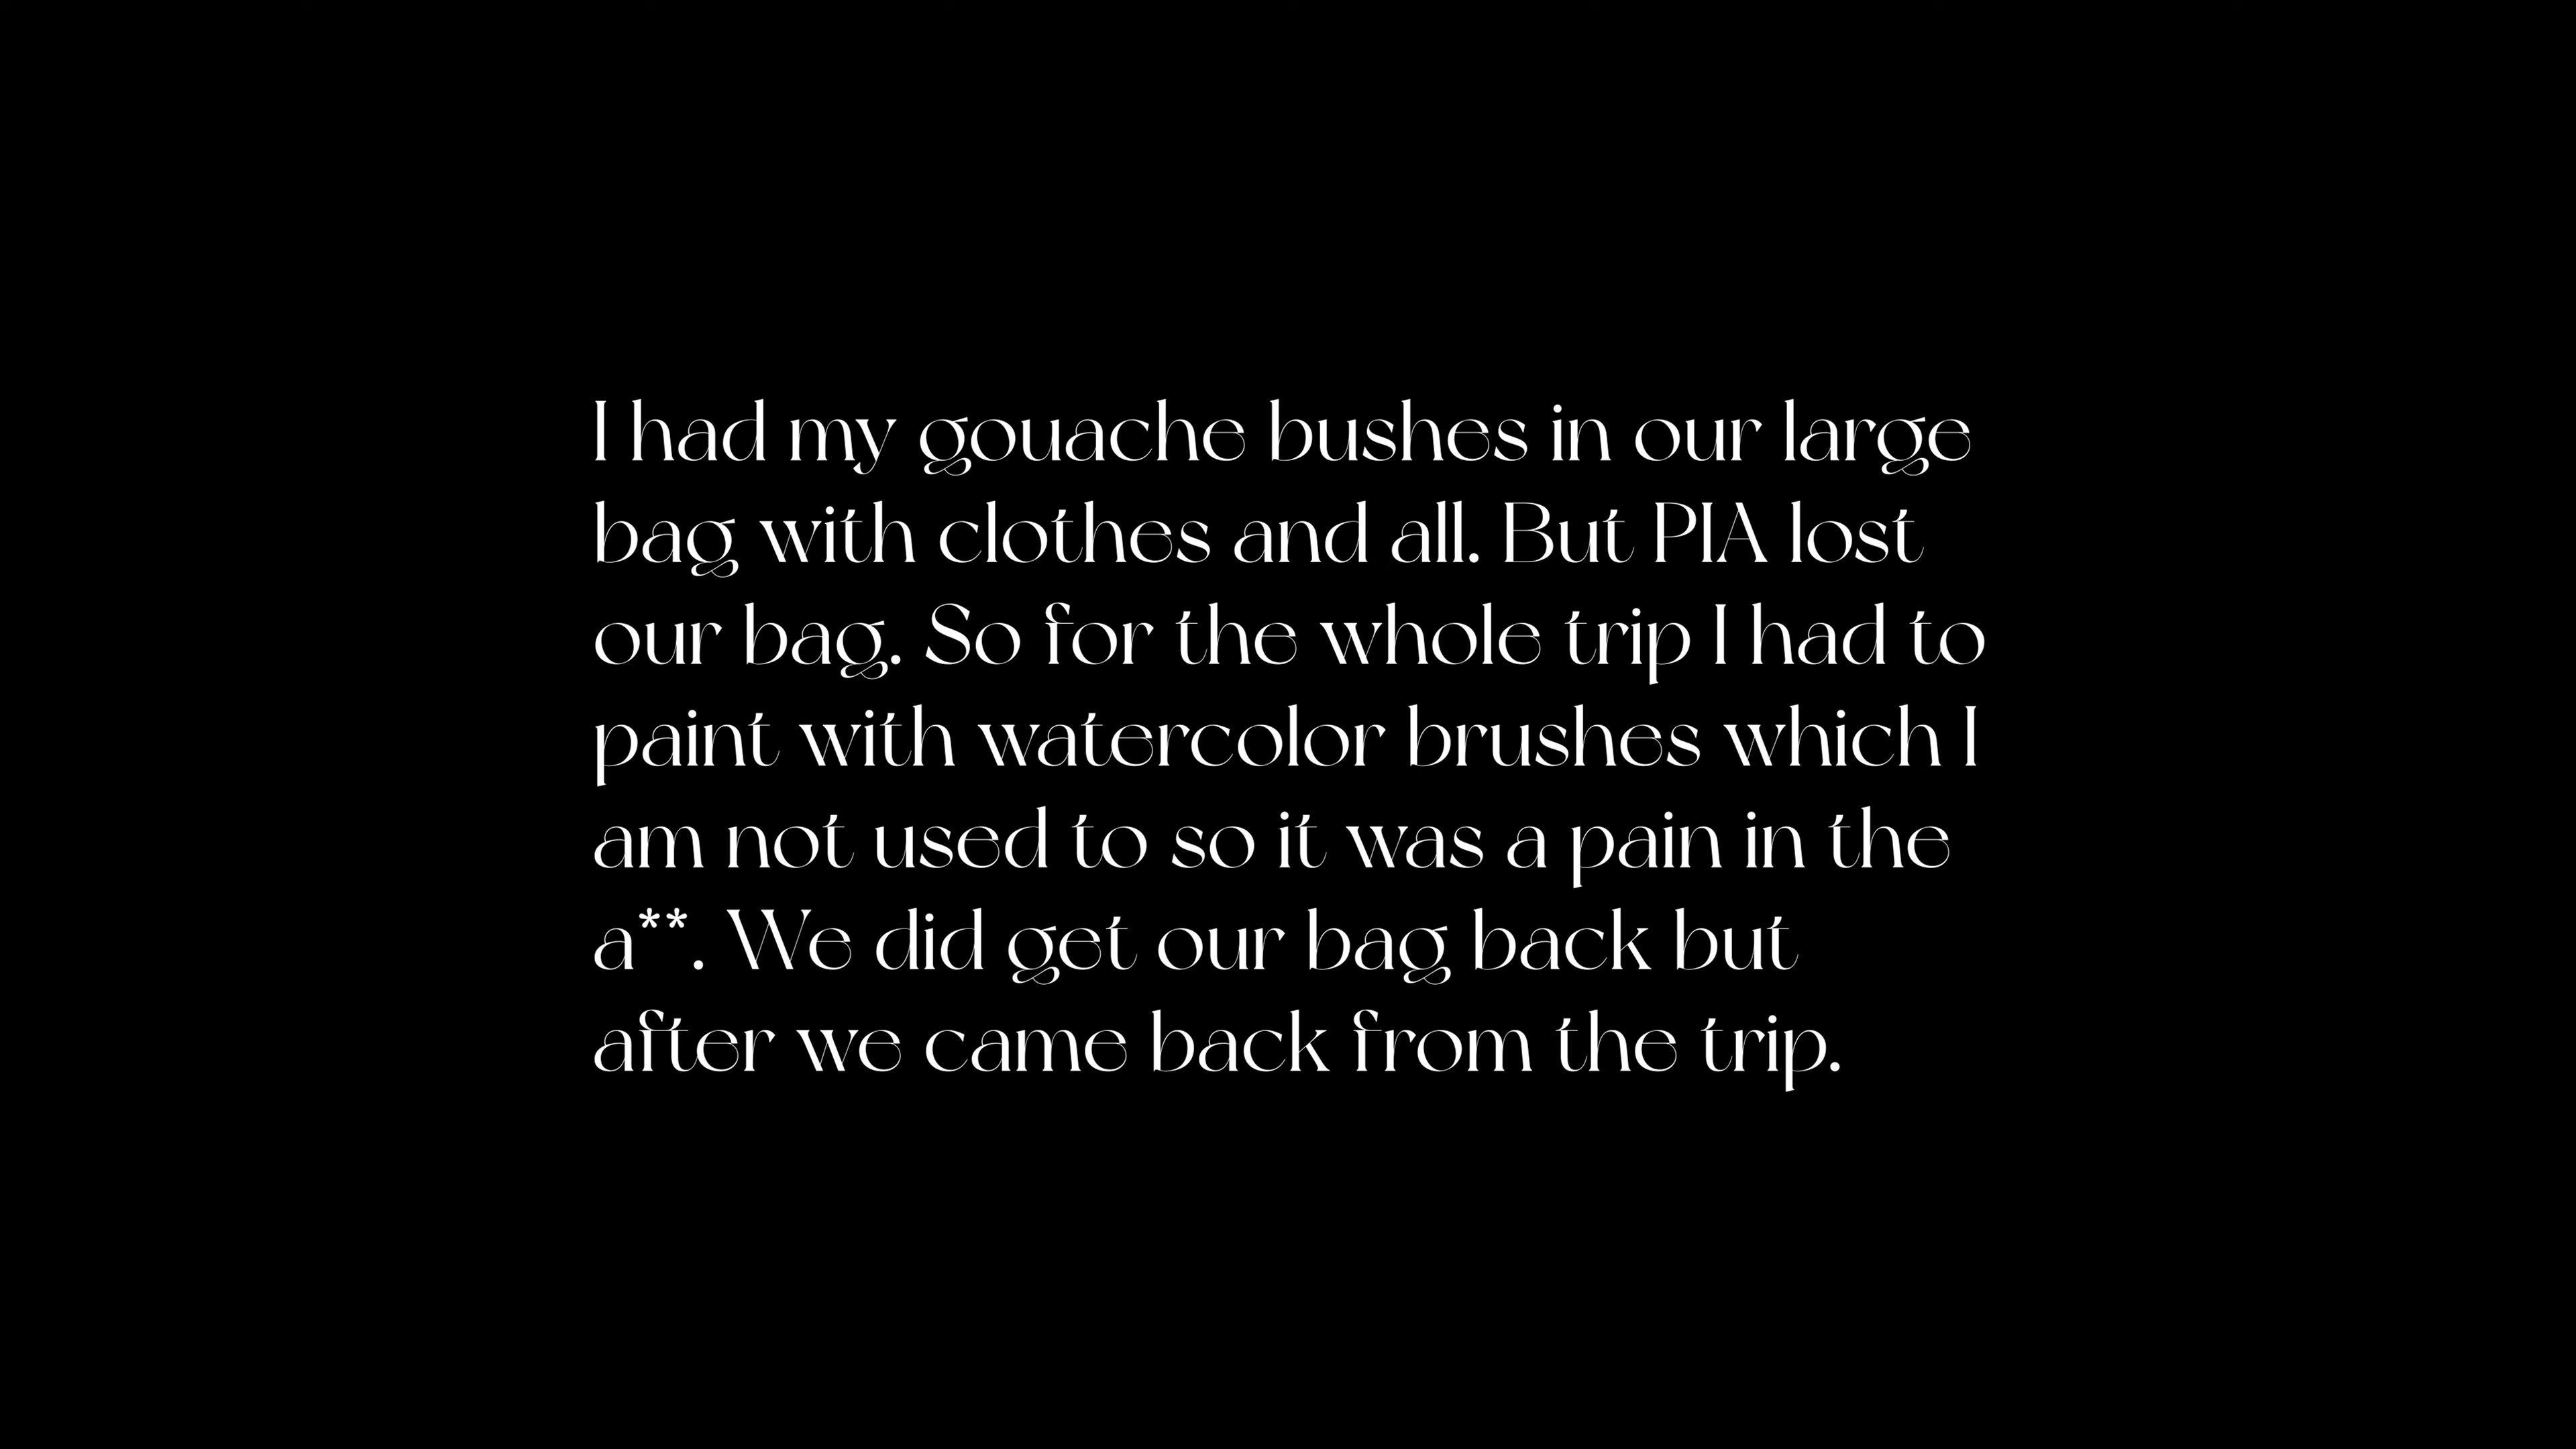 I had my gouache bushes in our large
bag with clothes and all. But PIA lost
our bag. So for the whole trip I had to
paint with watercolor brushes which I
am not used to so it was a pain in the
a**. We did get our bag back but
after we came back from the trip.